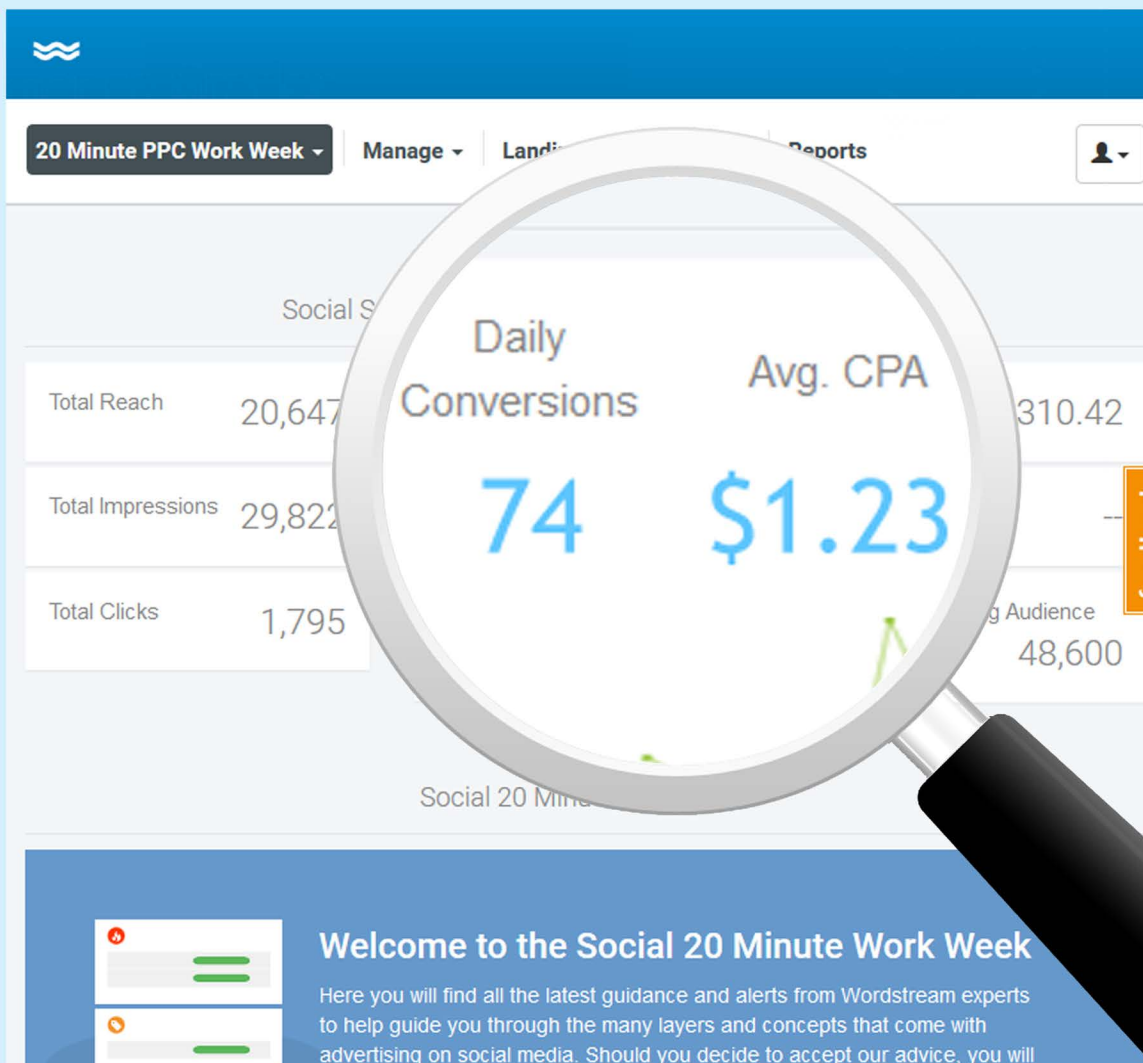 20 Minute PPC Work Week Manage Reports
Social
Total Reach 20,647
Daily
Conversions
Avg. CPA
310.42
Total Impressions 29,822
74 $1.23
--
Total Clicks 1,795
Audience
48,600
Social 20
Welcome to the Social 20 Minute Work Week
Here you will find all the latest guidance and alerts from Wordstream experts
to help guide you through the many layers and concepts that come with
advertising on social media. Should you decide to accept our advice, you will